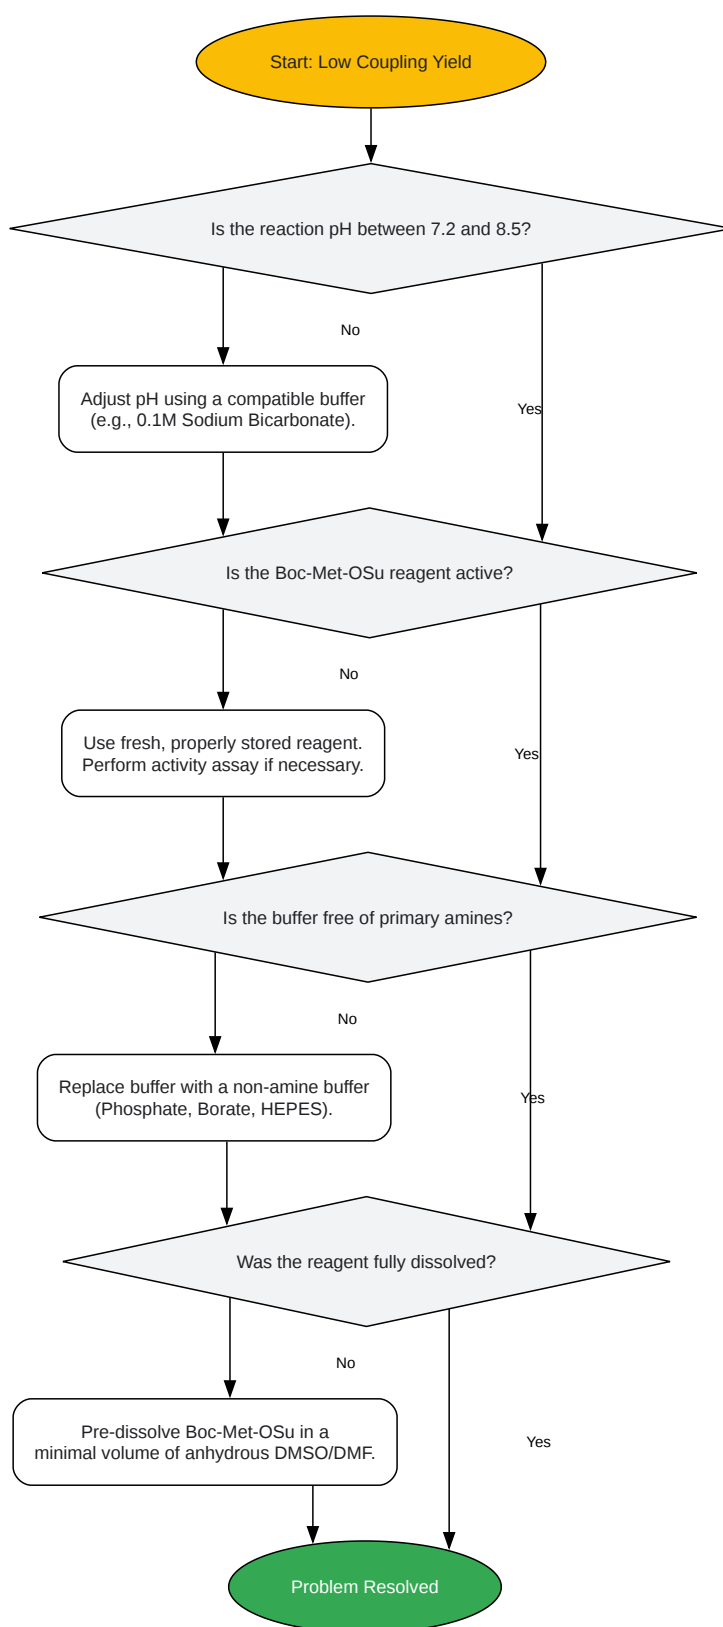 Start: Low Coupling Yield
Is the reaction pH between 7.2 and 8.5?
No
Adjust pH using a compatible buffer
(e.g., 0.1M Sodium Bicarbonate).
Yes
Is the Boc-Met-OSu reagent active?
No
Use fresh, properly stored reagent.
Perform activity assay if necessary.
Yes
Is the buffer free of primary amines?
No
Replace buffer with a non-amine buffer
(Phosphate, Borate, HEPES).
Yes
Was the reagent fully dissolved?
No
Pre-dissolve Boc-Met-OSu in a
minimal volume of anhydrous DMSO/DMF.
Yes
Problem Resolved